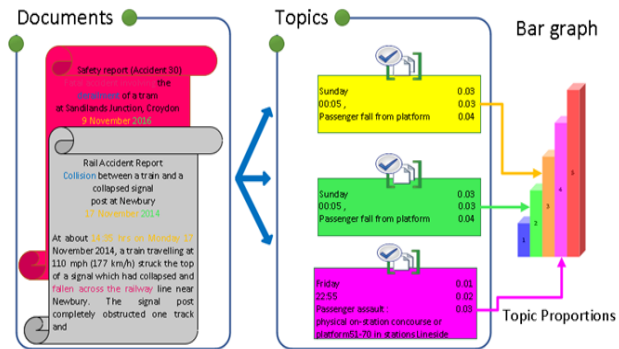 Documents
Safety report (Accident 30)
the
of a tram
at Sandilands Junction, Croydon
9 November 2016
Rail Accident Report
Collision between a train and a
collapsed signal
post at Newbury
17 November 2014
At about
November 2014, a train travelling at
110 mph (177 km/h) struck the top
of a signal which had collapsed and
fallen across the railway line near
Newbury. The signal post
completely obstructed one track
and
Topics
Sunday 0.03
00:05 , 0.03
Passenger fall from platform 0.04
Sunday 0.03
00:05 , 0.03
Passenger fall from platform 0.04
Friday 0.01
22:55 0.02
Passenger assault : 0.03
physical on-station concourse or
platform51-70 in stations Lineside
Bar graph
1
2
3
4
5
Topic Proportions